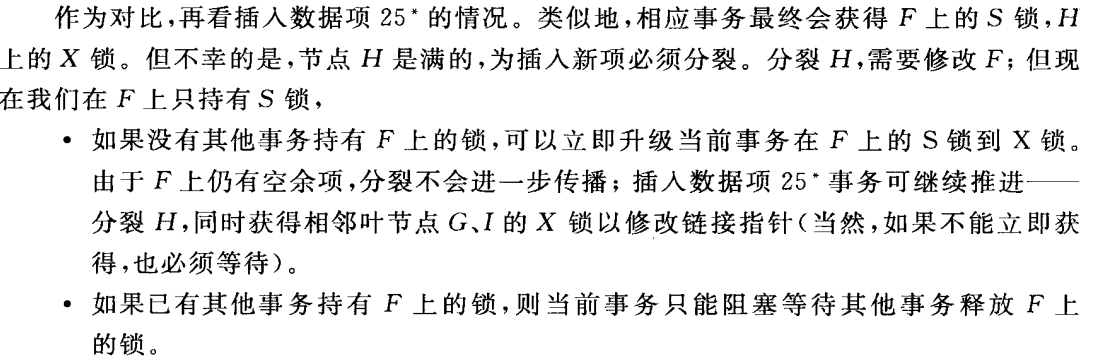 作为对比,再看插入数据项 25* 的情况。类似地,相应事务最终会获得 F 上的 S 锁,H
上的 X 锁。但不幸的是,节点 H 是满的,为插入新项必须分裂。分裂 H,需要修改 F;但现
在我们在 F 上只持有 S 锁,
• 如果没有其他事务持有 F 上的锁,可以立即升级当前事务在 F 上的 S 锁到 X 锁。
由于 F 上仍有空余项,分裂不会进一步传播;插入数据项 25* 事务可继续推进——
分裂 H,同时获得相邻叶节点 G、I 的 X 锁以修改链接指针(当然,如果不能立即获
得,也必须等待)。
• 如果已有其他事务持有 F 上的锁,则当前事务只能阻塞等待其他事务释放 F 上
的锁。